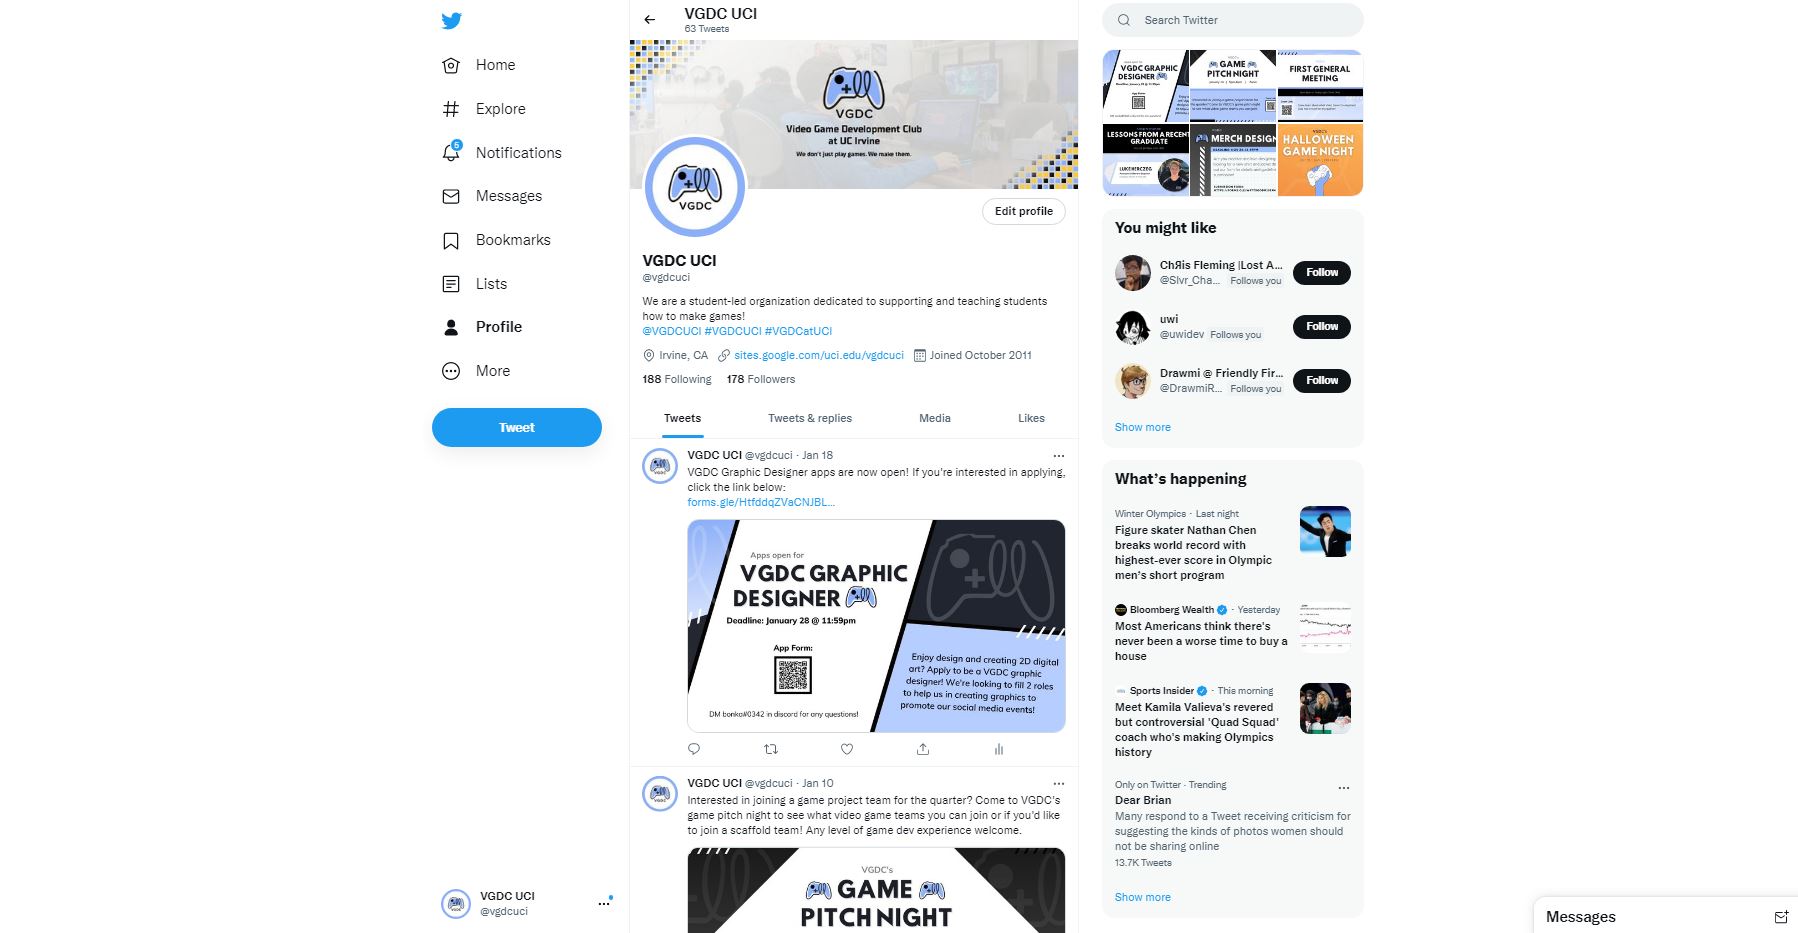 Home
Explore
5
Notifications
Messages
Bookmarks
Lists
Profile
More
Tweet
VGDC UCI
@vgdcuci
VGDC UCI
63 Tweets
VGDC
Video Game Development Club
at UC Irvine
We don't just play games. We make them.
VGDC
Edit profile
VGDC UCI
@vgdcuci
We are a student-led organization dedicated to supporting and teaching students
how to make games!
@VGDCUCI #VGDCUCI #VGDCatUCI
Irvine, CA sites.google.com/uci.edu/vgdcuci Joined October 2011
188 Following 178 Followers
Tweets Tweets & replies Media Likes
VGDC UCI @vgdcuci · Jan 18
VGDC Graphic Designer apps are now open! If you're interested in applying,
click the link below:
forms.gle/HtfddqZVaCNJBL...
Apps open for
VGDC GRAPHIC
DESIGNER
Deadline: January 28 @ 11:59pm
App Form:
DM bonka#0342 in discord for any questions!
Enjoy design and creating 2D digital
art? Apply to be a VGDC graphic
designer! We're looking to fill 2 roles
to help us in creating graphics to
promote our social media events!
VGDC UCI @vgdcuci · Jan 10
Interested in joining a game project team for the quarter? Come to VGDC's
game pitch night to see what video game teams you can join or if you'd like
to join a scaffold team! Any level of game dev experience welcome.
VGDC's
GAME
PITCH NIGHT
Search Twitter
VGDC GRAPHIC
DESIGNER
GAME
PITCH NIGHT
FIRST GENERAL
MEETING
LESSONS FROM A RECENT
GRADUATE
MERCH DESIGN
VGDC's
HALLOWEEN
GAME NIGHT
You might like
ChЯis Fleming |Lost A...
@Slvr_Cha... Follows you
Follow
uwi
@uwidev Follows you
Follow
Drawmi @ Friendly Fir...
@DrawmiR... Follows you
Follow
Show more
What's happening
Winter Olympics · Last night
Figure skater Nathan Chen
breaks world record with
highest-ever score in Olympic
men's short program
Bloomberg Wealth · Yesterday
Most Americans think there's
never been a worse time to buy a
house
Sports Insider · This morning
Meet Kamila Valieva's revered
but controversial 'Quad Squad'
coach who's making Olympics
history
Only on Twitter · Trending
Dear Brian
Many respond to a Tweet receiving criticism for
suggesting the kinds of photos women should
not be sharing online
13.7K Tweets
Show more
Messages